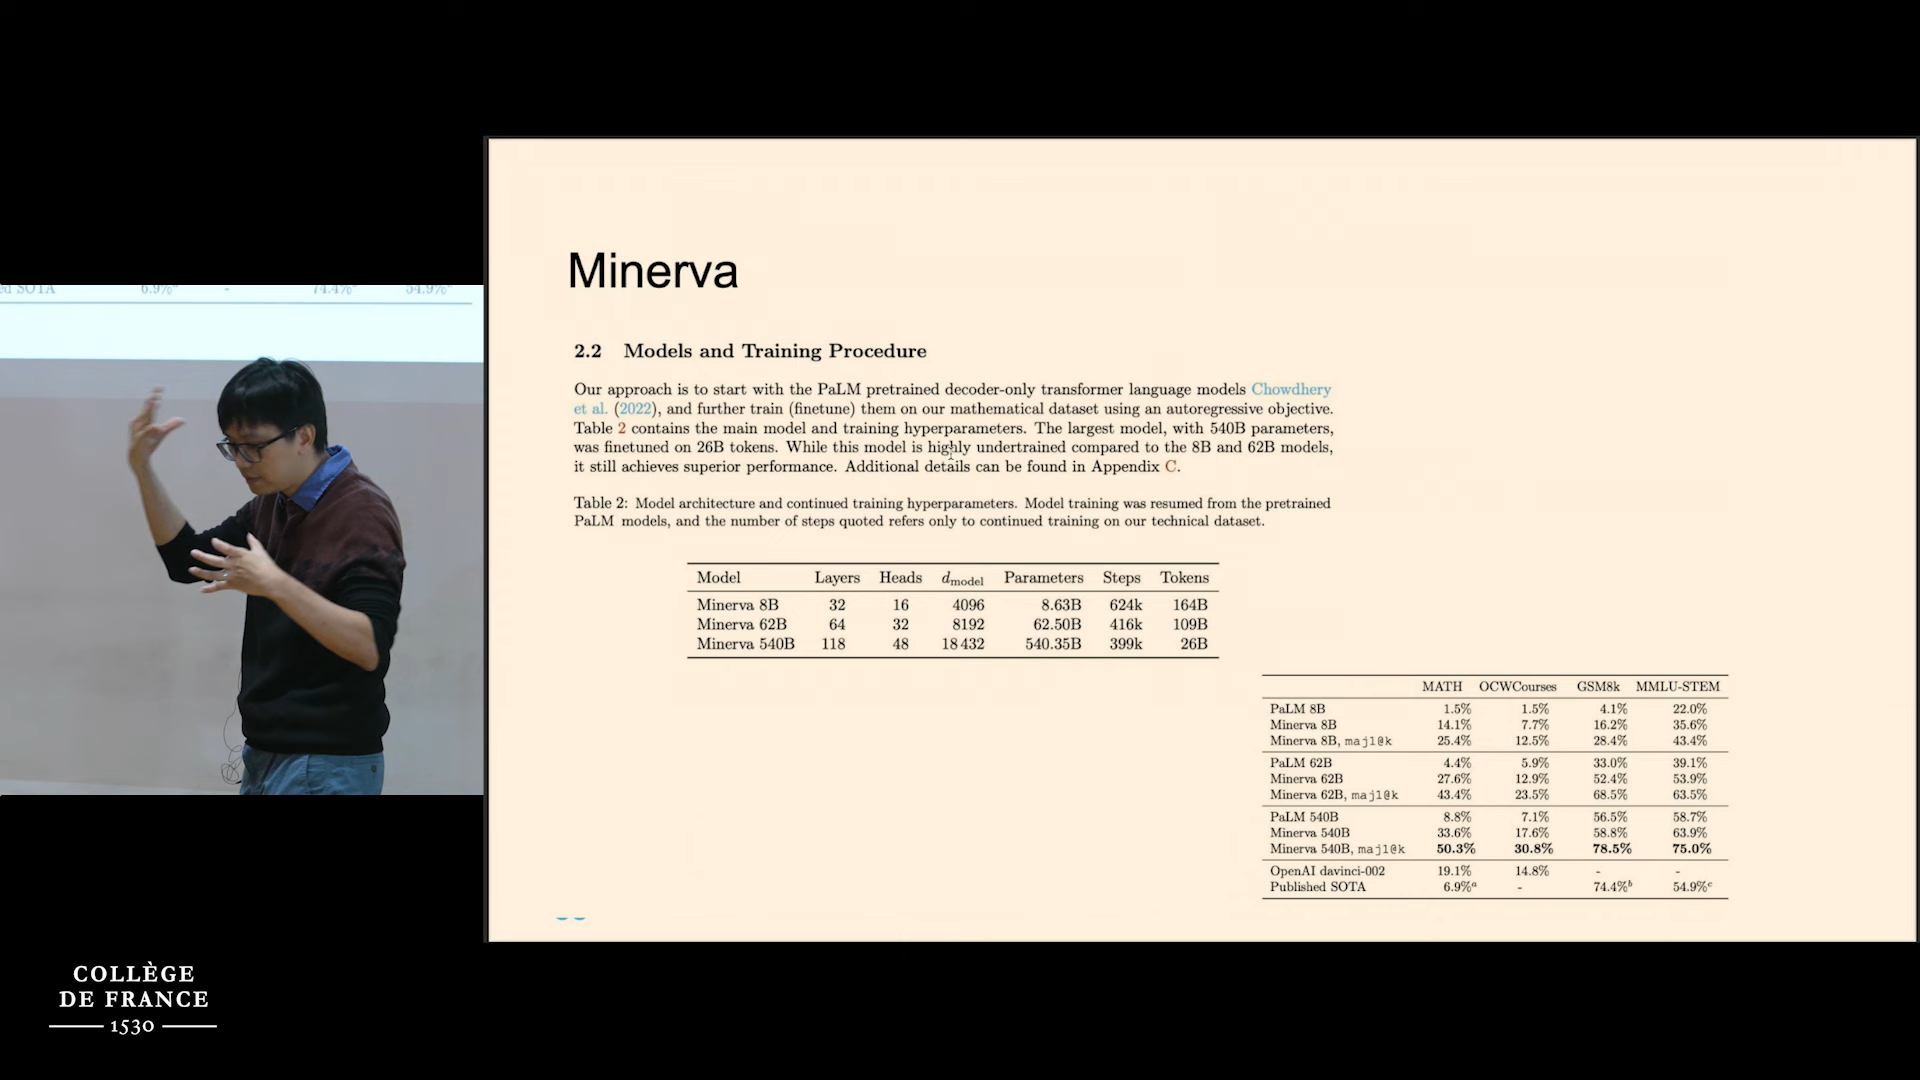 ed SOTA 6.9%ᵃ - 74.4%ᵇ 54.9%ᶜ
Minerva
2.2 Models and Training Procedure
Our approach is to start with the PaLM pretrained decoder-only transformer language models Chowdhery
et al. (2022), and further train (finetune) them on our mathematical dataset using an autoregressive objective.
Table 2 contains the main model and training hyperparameters. The largest model, with 540B parameters,
was finetuned on 26B tokens. While this model is highly undertrained compared to the 8B and 62B models,
it still achieves superior performance. Additional details can be found in Appendix C.
Table 2: Model architecture and continued training hyperparameters. Model training was resumed from the pretrained
PaLM models, and the number of steps quoted refers only to continued training on our technical dataset.
Model Layers Heads d_model Parameters Steps Tokens
Minerva 8B 32 16 4096 8.63B 624k 164B
Minerva 62B 64 32 8192 62.50B 416k 109B
Minerva 540B 118 48 18 432 540.35B 399k 26B
MATH OCWCourses GSM8k MMLU-STEM
PaLM 8B 1.5% 1.5% 4.1% 22.0%
Minerva 8B 14.1% 7.7% 16.2% 35.6%
Minerva 8B, maj1@k 25.4% 12.5% 28.4% 43.4%
PaLM 62B 4.4% 5.9% 33.0% 39.1%
Minerva 62B 27.6% 12.9% 52.4% 53.9%
Minerva 62B, maj1@k 43.4% 23.5% 68.5% 63.5%
PaLM 540B 8.8% 7.1% 56.5% 58.7%
Minerva 540B 33.6% 17.6% 58.8% 63.9%
Minerva 540B, maj1@k 50.3% 30.8% 78.5% 75.0%
OpenAI davinci-002 19.1% 14.8% - -
Published SOTA 6.9%ᵃ - 74.4%ᵇ 54.9%ᶜ
COLLÈGE
DE FRANCE
1530